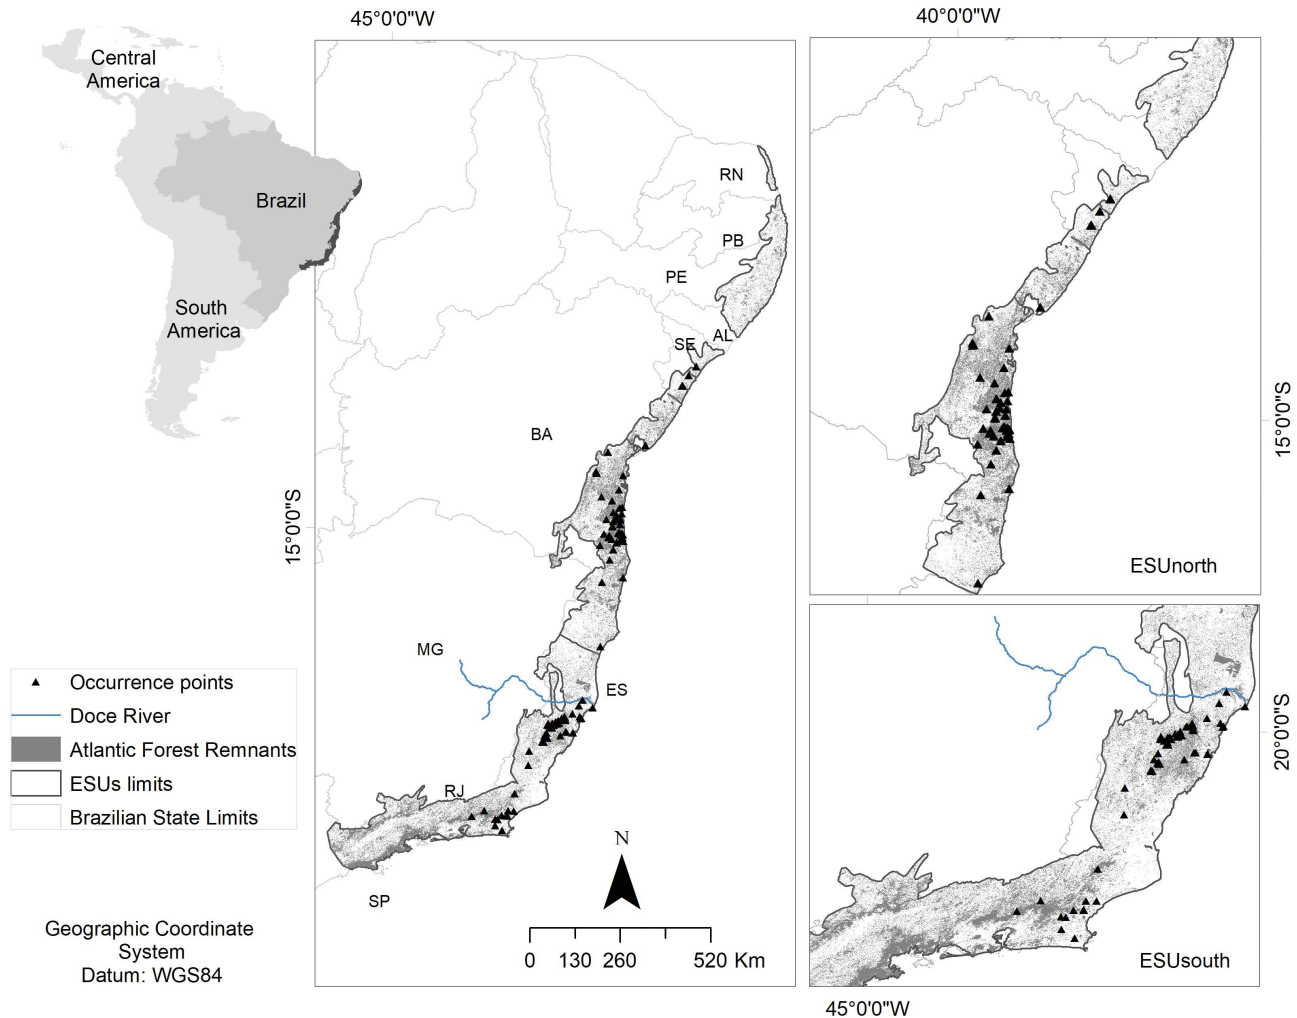 45°0'0"W
40°0'0"W
Central
America
Brazil
South
America
RN
PB
PE
AL
SE
BA
15°0'0"S
15°0'0"S
ESUnorth
MG
ES
RJ
SP
20°0'0"S
Occurrence points
Doce River
Atlantic Forest Remnants
ESUs limits
Brazilian State Limits
N
0 130 260 520 Km
Geographic Coordinate
System
Datum: WGS84
ESUsouth
45°0'0"W